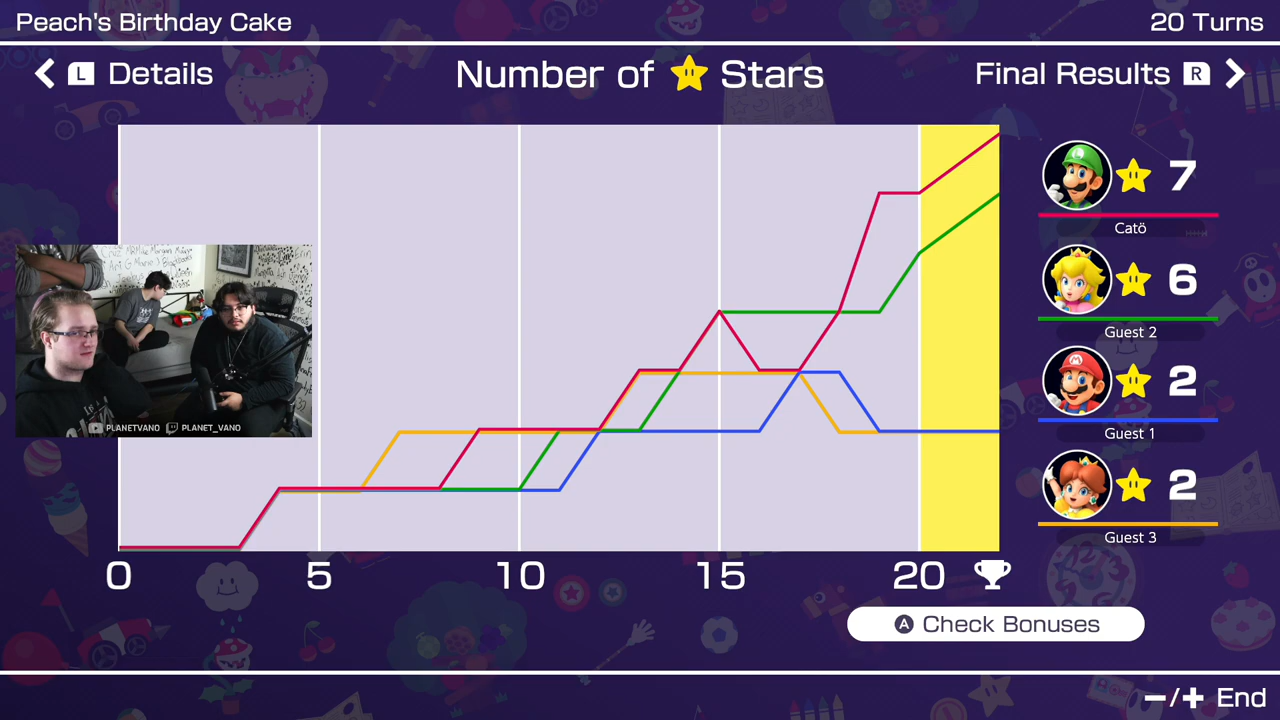 Peach's Birthday Cake
20 Turns
L Details
Number of Stars
Final Results R
7
Catö
6
Guest 2
2
Guest 1
2
Guest 3
PLANETVANO PLANET_VANO
0 5 10 15 20
A Check Bonuses
−/+ End